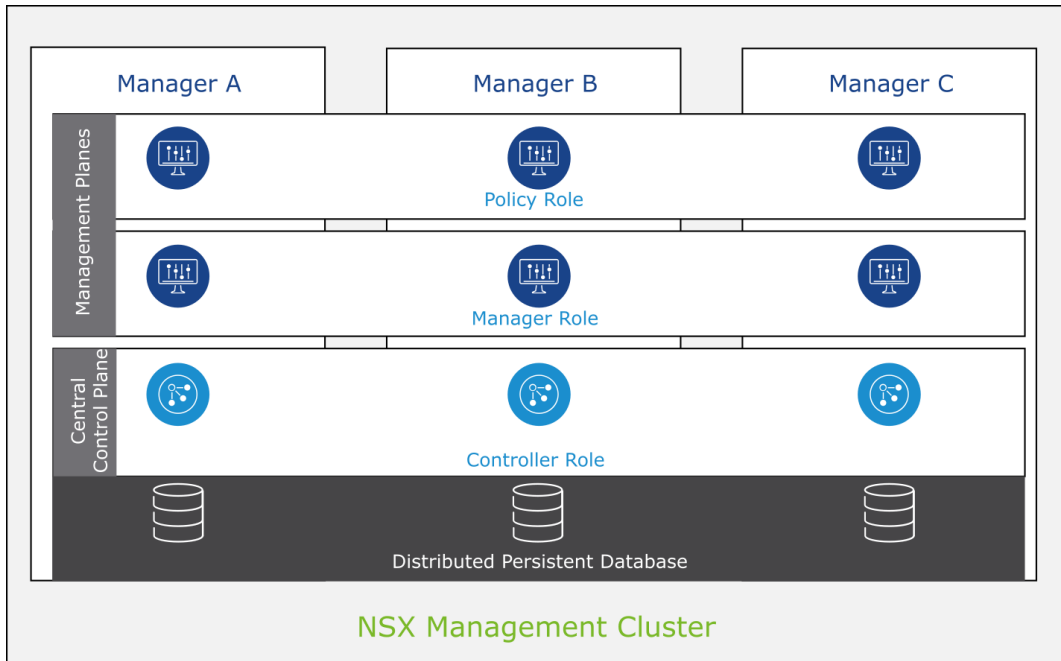 Manager A
Manager B
Manager C
Management Planes
Policy Role
Manager Role
Central
Control Plane
Controller Role
Distributed Persistent Database
NSX Management Cluster